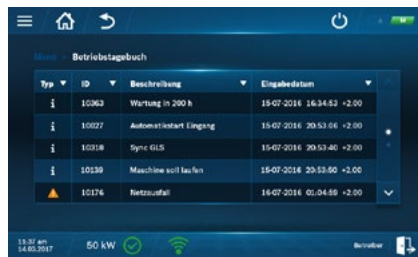 Menü > Betriebstagebuch
Typ ID Beschreibung Eingabedatum
i 10363 Wartung in 200 h 15-07-2016 16:34:53 +2.00
i 10027 Automatikstart Eingang 15-07-2016 20:53:06 +2.00
i 10318 Sync GLS 15-07-2016 20:53:40 +2.00
i 10139 Maschine soll laufen 15-07-2016 20:53:50 +2.00
10176 Netzausfall 16-07-2016 01:04:59 +2.00
11:37 am
14.03.2017
50 kW
Betreiber